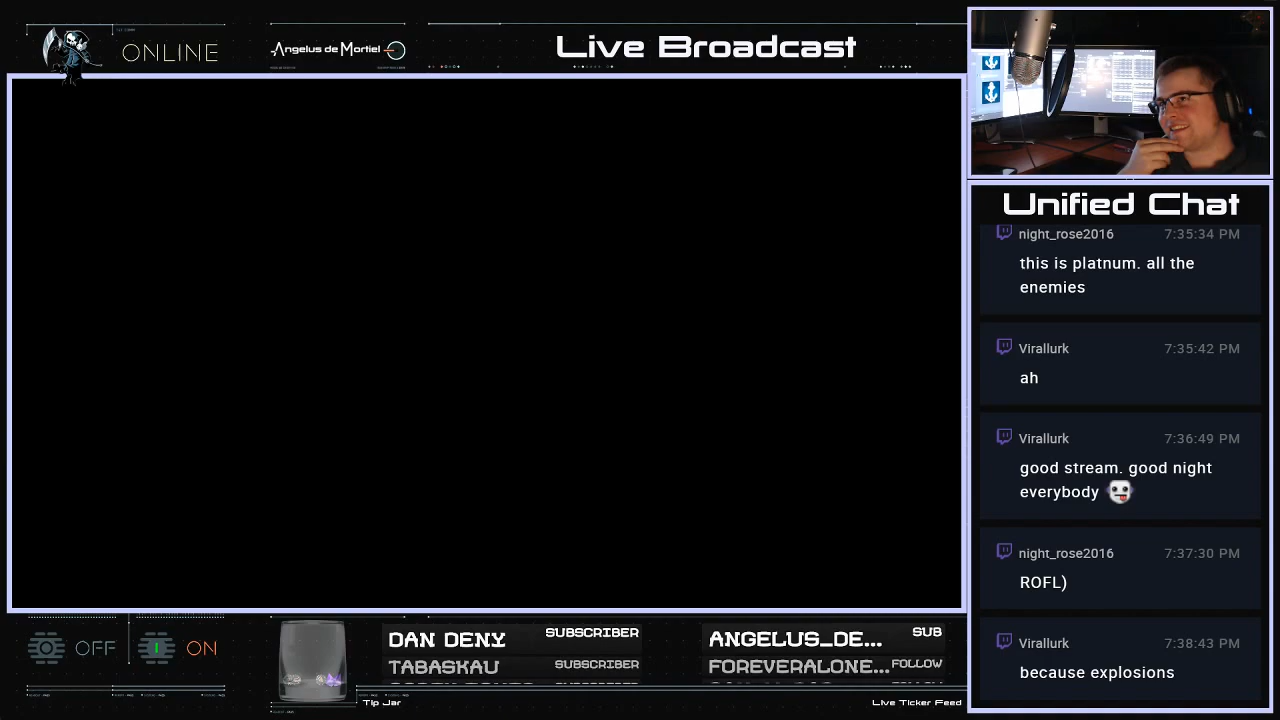 ONLINE
Angelus de Mortiel
Live Broadcast
Unified Chat
night_rose2016 7:35:34 PM
this is platnum. all the
enemies
Virallurk 7:35:42 PM
ah
Virallurk 7:36:49 PM
good stream. good night
everybody
night_rose2016 7:37:30 PM
ROFL)
Virallurk 7:38:43 PM
because explosions
OFF
ON
Tip Jar
DAN DENY SUBSCRIBER
TABASKAU SUBSCRIBER
ANGELUS_DE... SUB
FOREVERALONE... FOLLOW
Live Ticker Feed